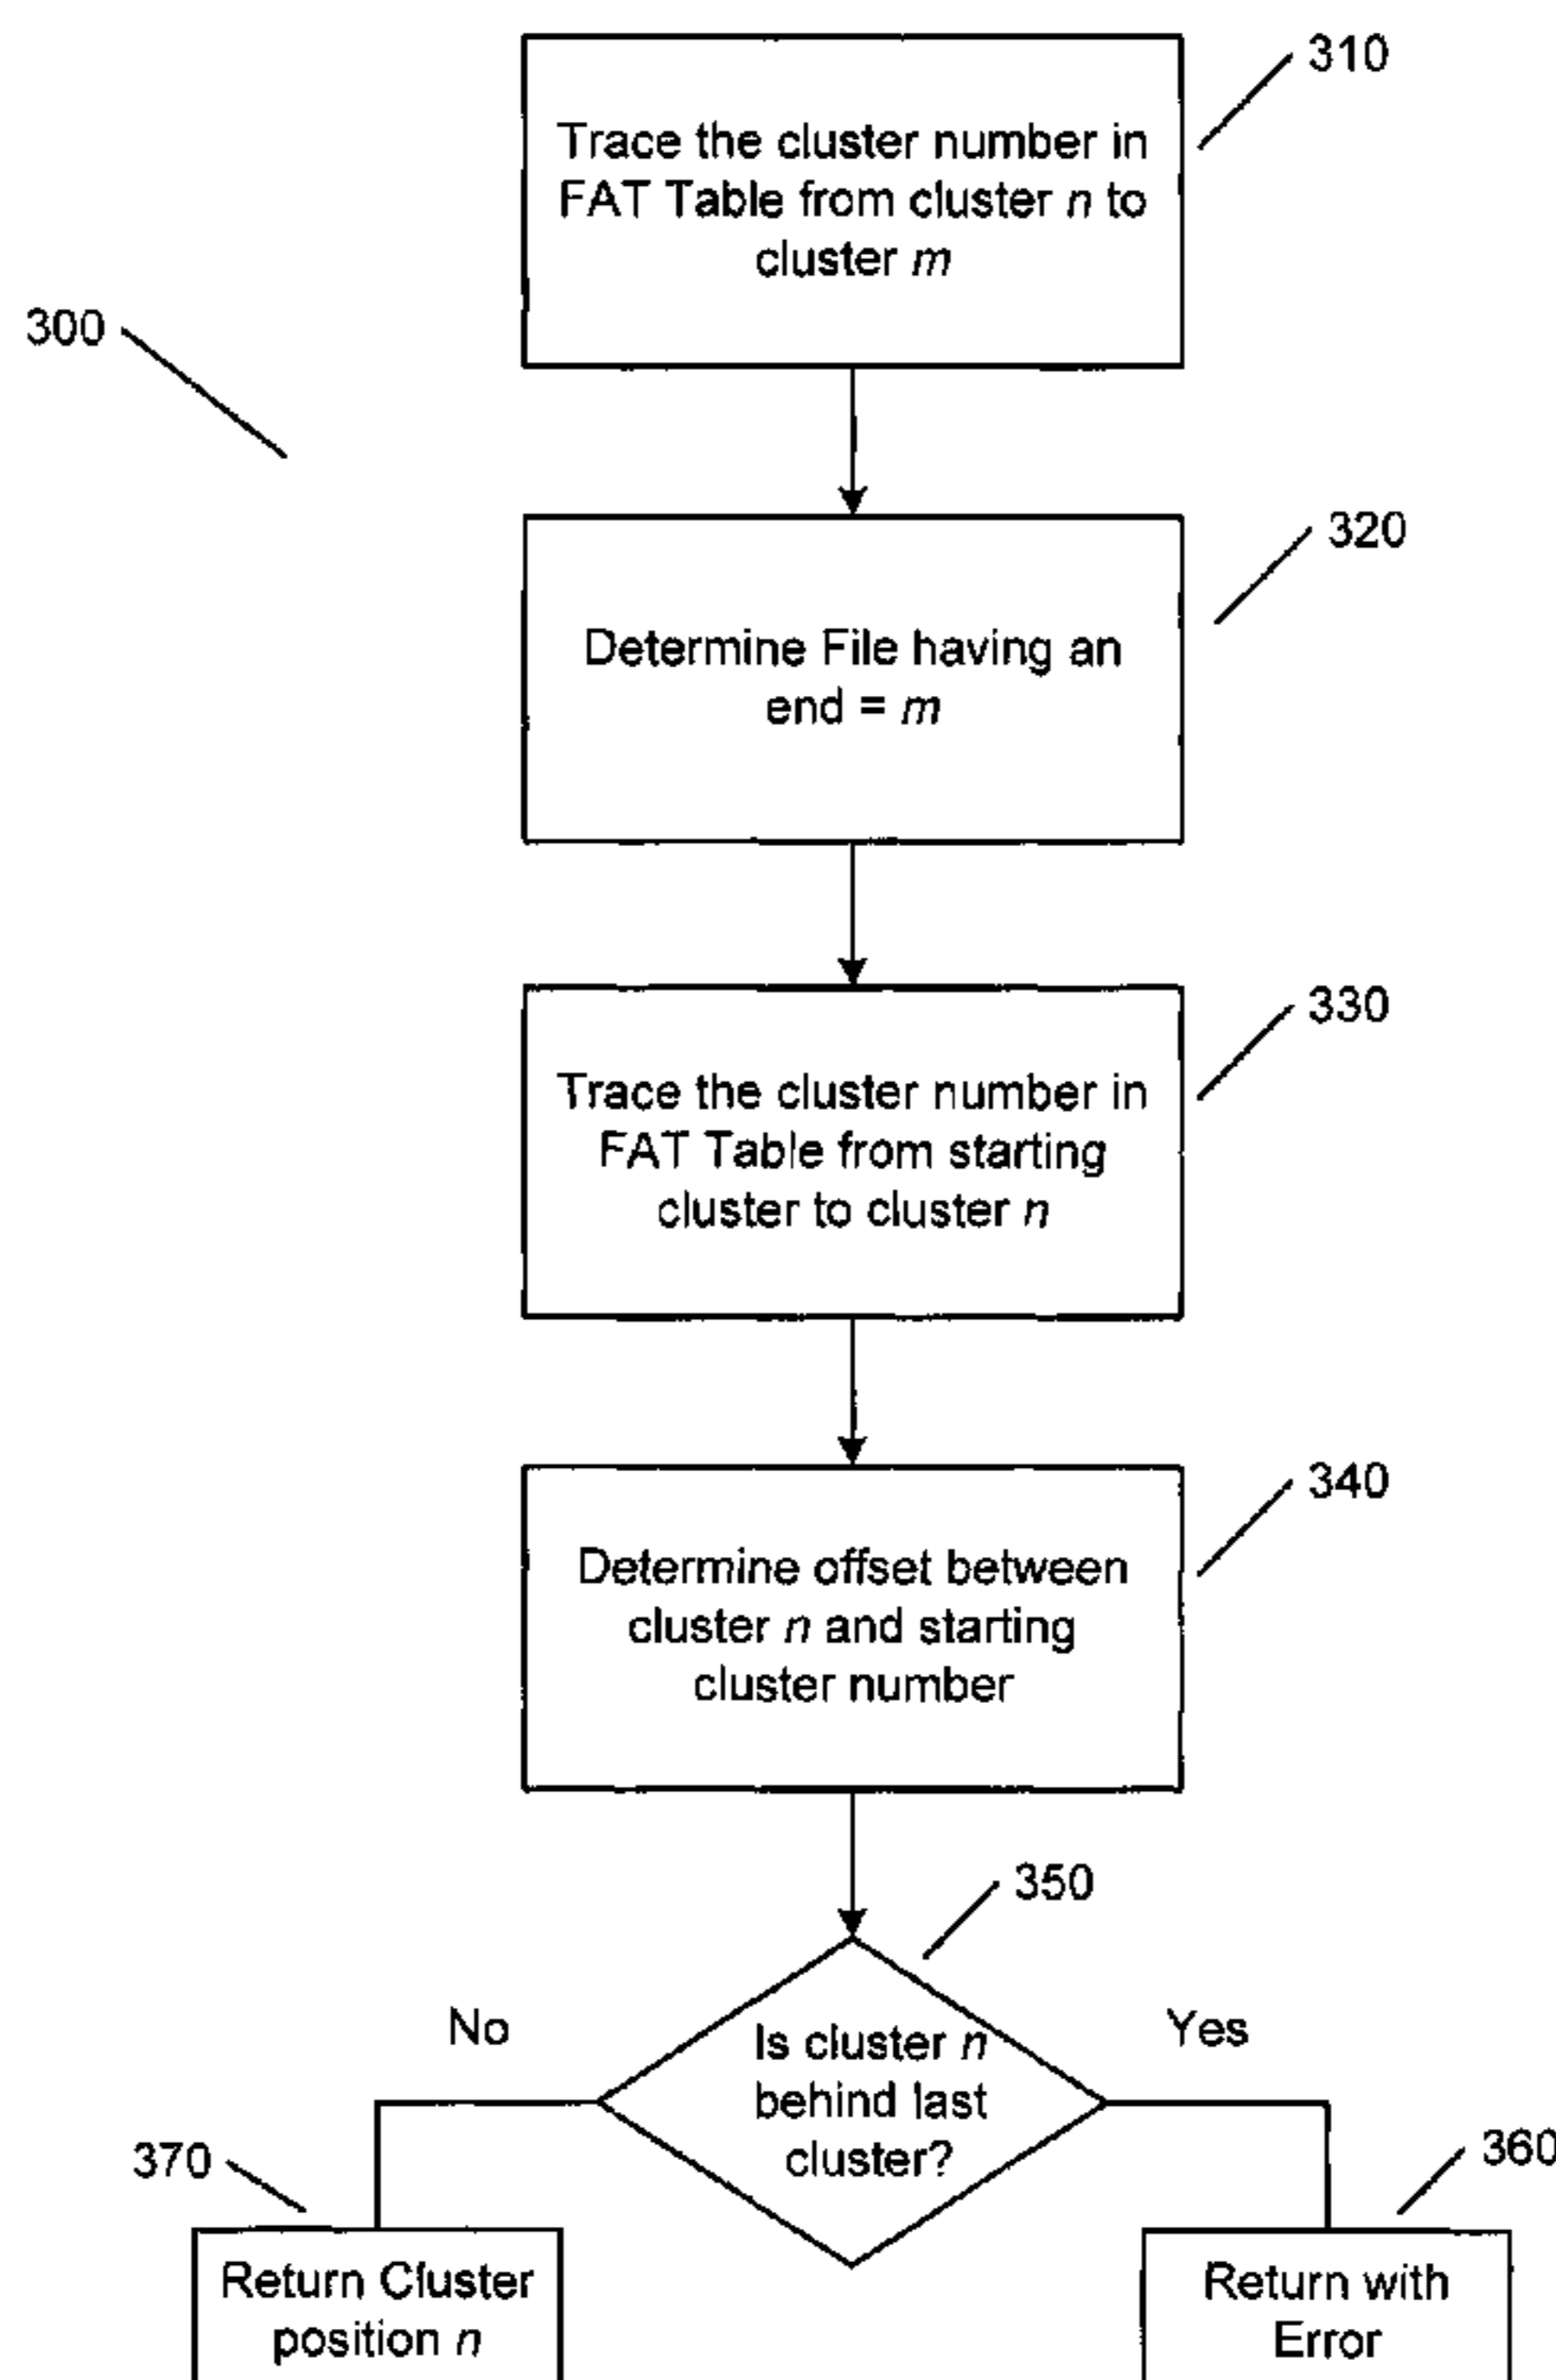 310
Trace the cluster number in
FAT Table from cluster n to
cluster m
300
320
Determine File having an
end = m
330
Trace the cluster number in
FAT Table from starting
cluster to cluster n
340
Determine offset between
cluster n and starting
cluster number
350
No
Yes
Is cluster n
behind last
cluster?
370
360
Return Cluster
position n
Return with
Error